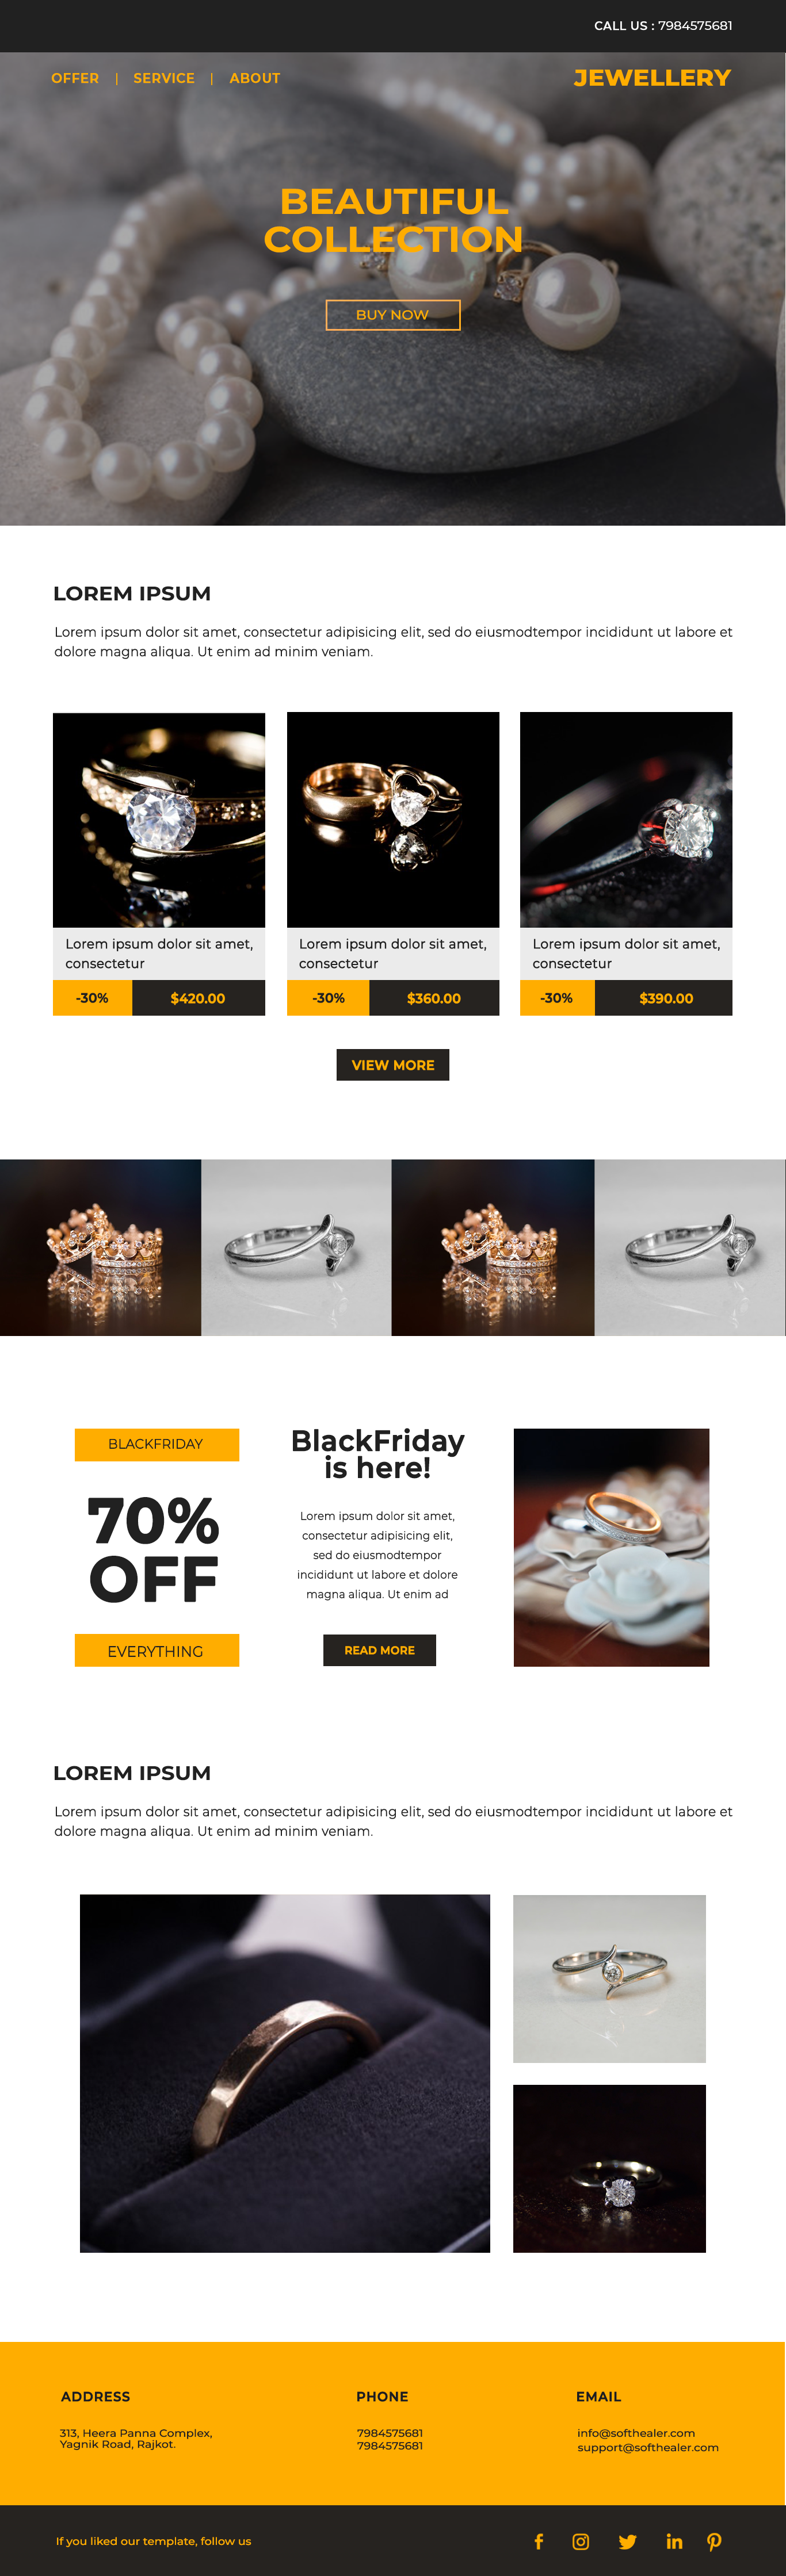 CALL US : 7984575681
OFFER | SERVICE | ABOUT
JEWELLERY
BEAUTIFUL
COLLECTION
BUY NOW
LOREM IPSUM
Lorem ipsum dolor sit amet, consectetur adipisicing elit, sed do eiusmodtempor incididunt ut labore et
dolore magna aliqua. Ut enim ad minim veniam.
Lorem ipsum dolor sit amet,
consectetur
-30% $420.00
Lorem ipsum dolor sit amet,
consectetur
-30% $360.00
Lorem ipsum dolor sit amet,
consectetur
-30% $390.00
VIEW MORE
BLACKFRIDAY
70%
OFF
EVERYTHING
BlackFriday
is here!
Lorem ipsum dolor sit amet,
consectetur adipisicing elit,
sed do eiusmodtempor
incididunt ut labore et dolore
magna aliqua. Ut enim ad
READ MORE
LOREM IPSUM
Lorem ipsum dolor sit amet, consectetur adipisicing elit, sed do eiusmodtempor incididunt ut labore et
dolore magna aliqua. Ut enim ad minim veniam.
ADDRESS
313, Heera Panna Complex,
Yagnik Road, Rajkot.
PHONE
7984575681
7984575681
EMAIL
info@softhealer.com
support@softhealer.com
If you liked our template, follow us